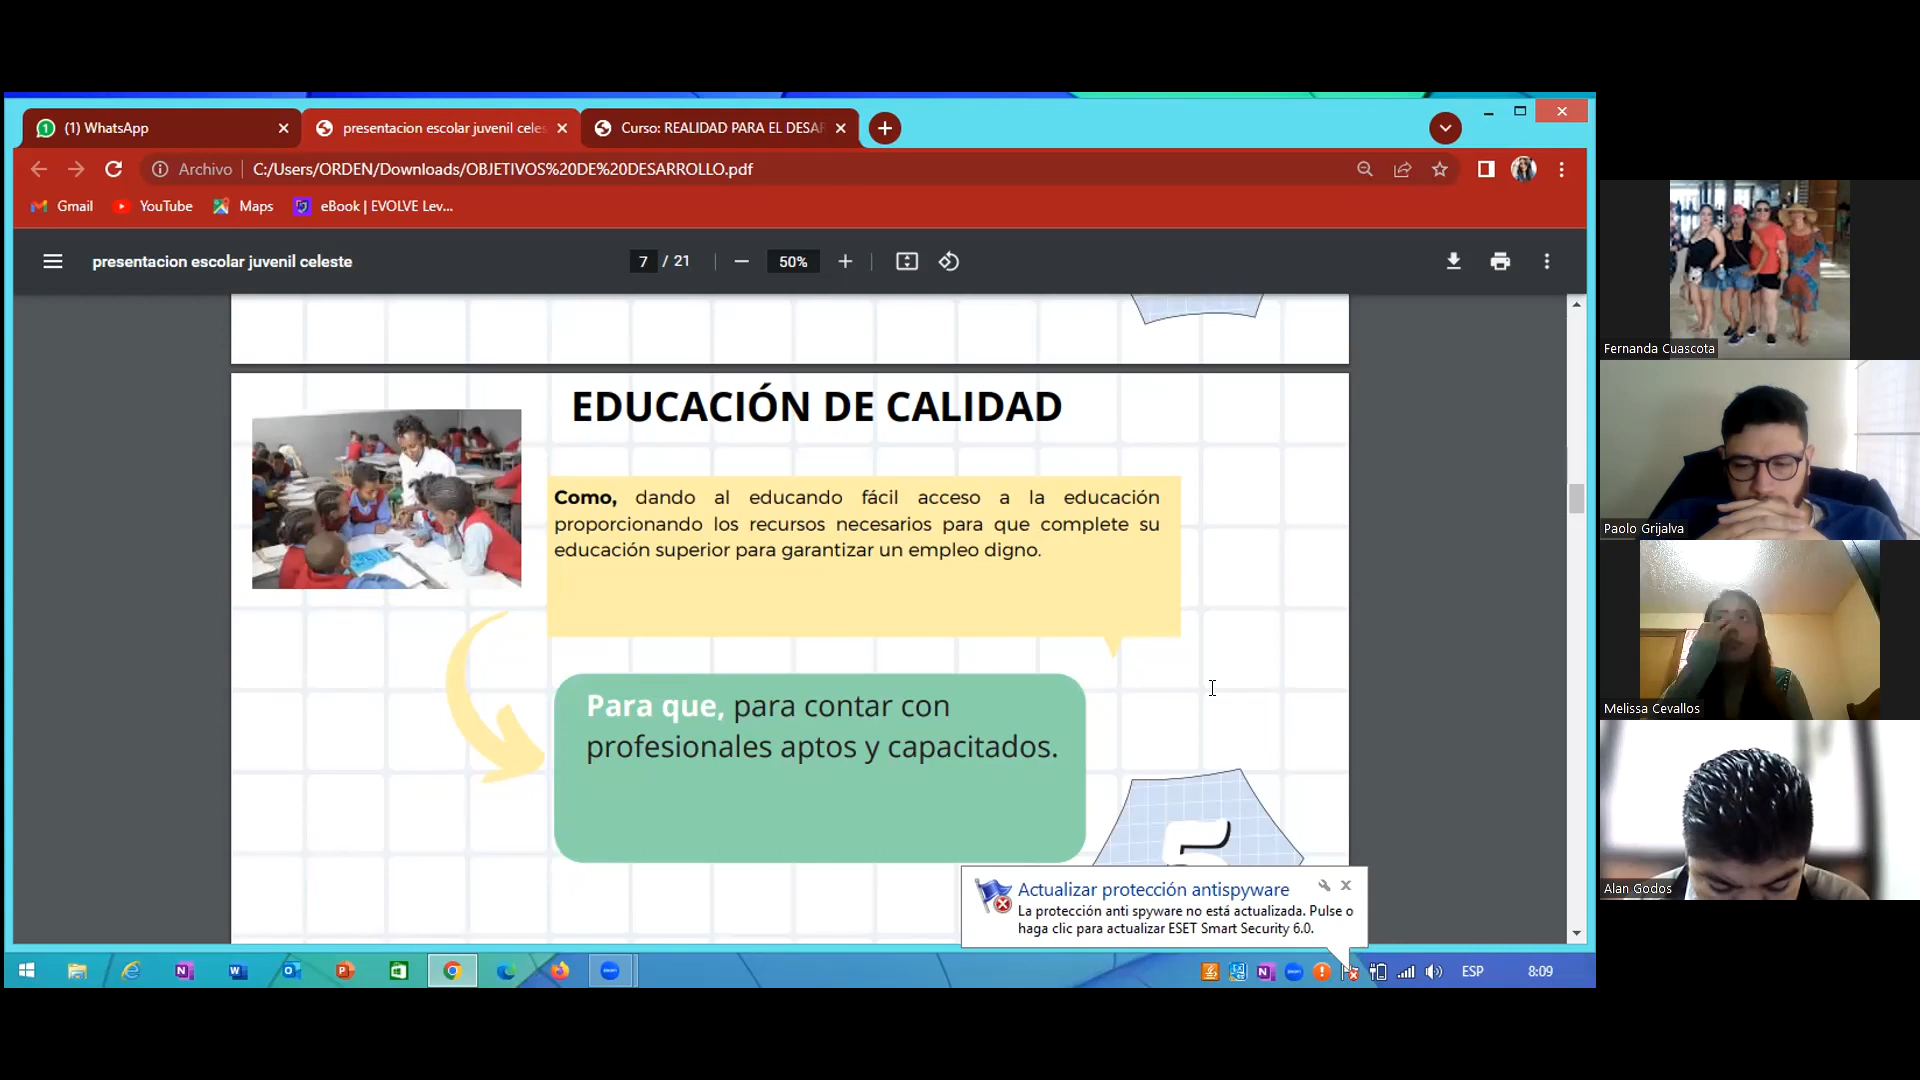 (1) WhatsApp
presentacion escolar juvenil celes
Curso: REALIDAD PARA EL DESAR
Archivo
C:/Users/ORDEN/Downloads/OBJETIVOS%20DE%20DESARROLLO.pdf
Gmail
YouTube
Maps
eBook | EVOLVE Lev...
presentacion escolar juvenil celeste
7 / 21
50%
EDUCACIÓN DE CALIDAD
Como, dando al educando fácil acceso a la educación
proporcionando los recursos necesarios para que complete su
educación superior para garantizar un empleo digno.
Para que, para contar con
profesionales aptos y capacitados.
5
Actualizar protección antispyware
La protección anti spyware no está actualizada. Pulse o
haga clic para actualizar ESET Smart Security 6.0.
ESP
8:09
Fernanda Cuascota
Paolo Grijalva
Melissa Cevallos
Alan Godos